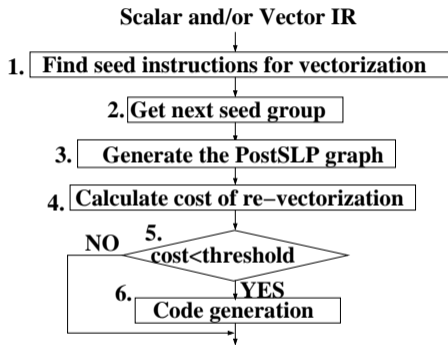 Scalar and/or Vector IR
1. Find seed instructions for vectorization
2. Get next seed group
3. Generate the PostSLP graph
4. Calculate cost of re−vectorization
NO 5.
cost<threshold
6. YES
Code generation